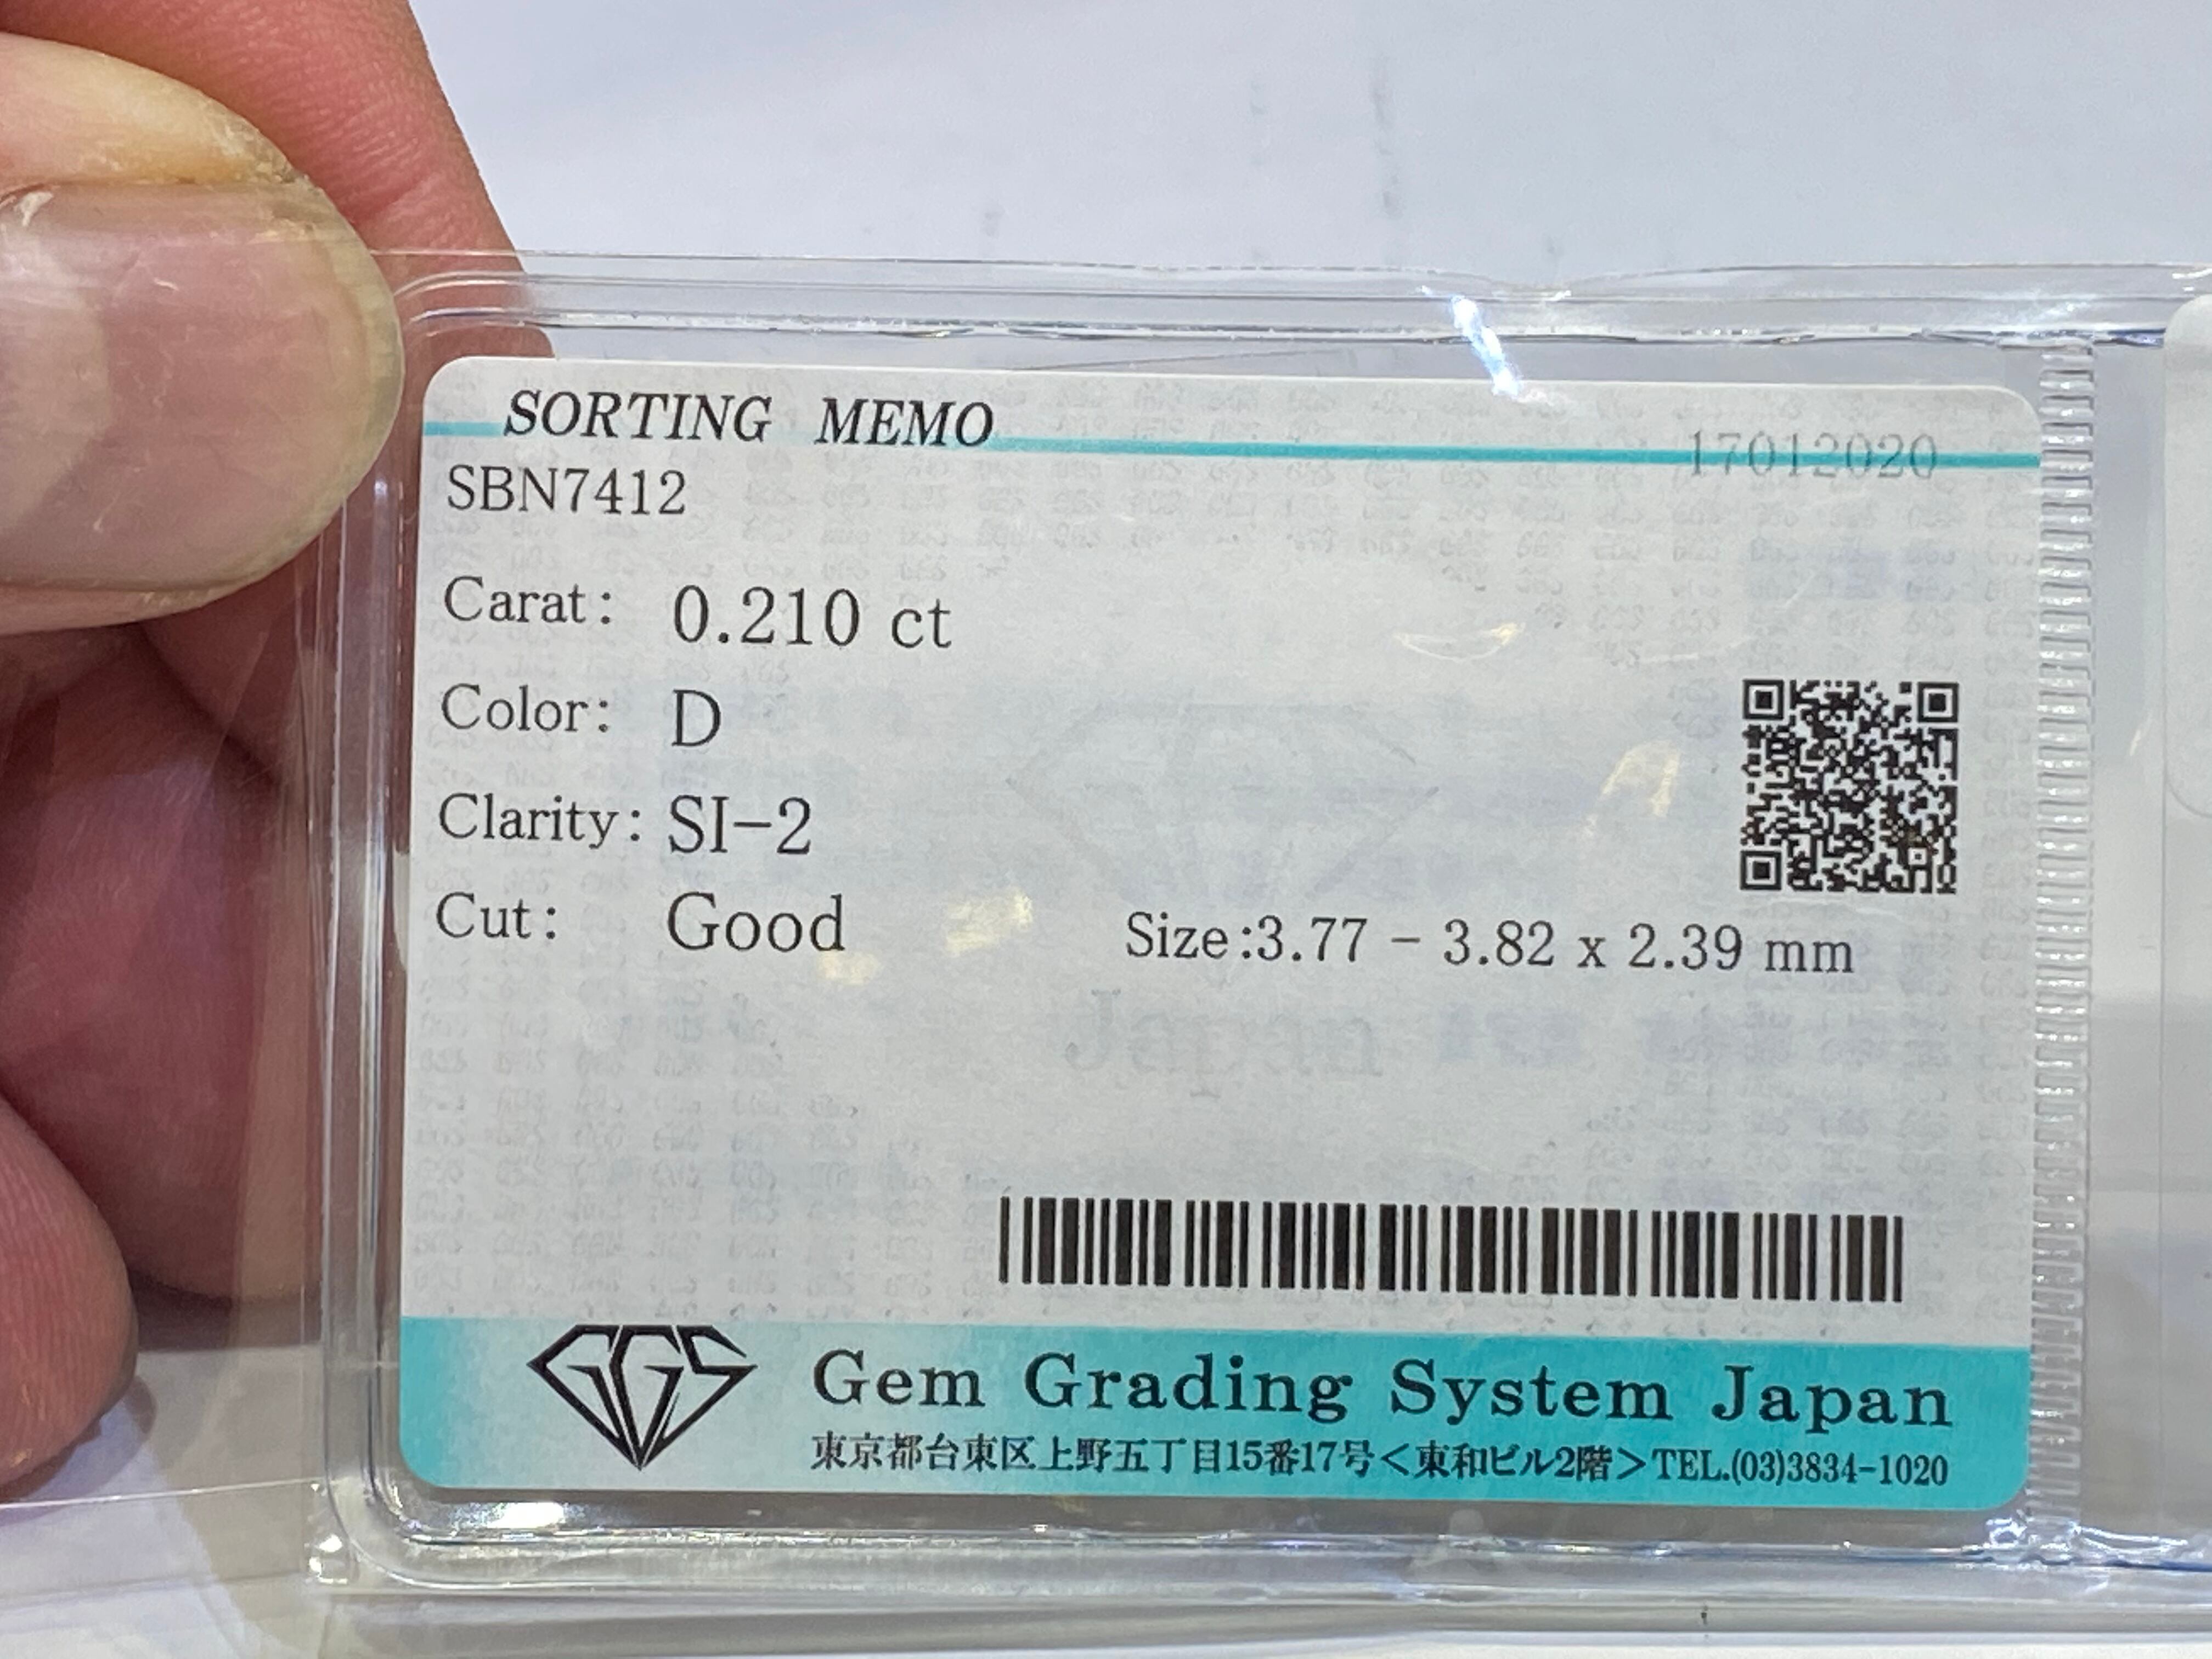 SORTING MEMO
17012020
SBN7412
Carat: 0.210 ct
Color: D
Clarity: SI-2
Cut: Good
Size:3.77 - 3.82 x 2.39 mm
Japan
GGS
Gem Grading System Japan
東京都台東区上野五丁目15番17号<東和ビル2階>TEL.(03)3834-1020